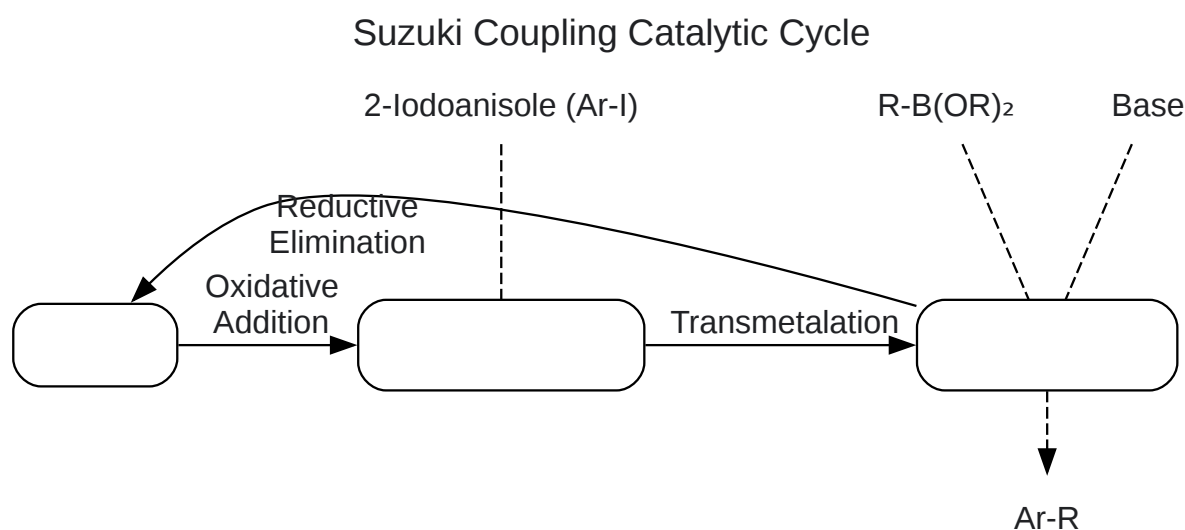 Suzuki Coupling Catalytic Cycle
2-Iodoanisole (Ar-I)
R-B(OR)₂
Base
Reductive
Elimination
Oxidative
Addition
Transmetalation
Ar-R